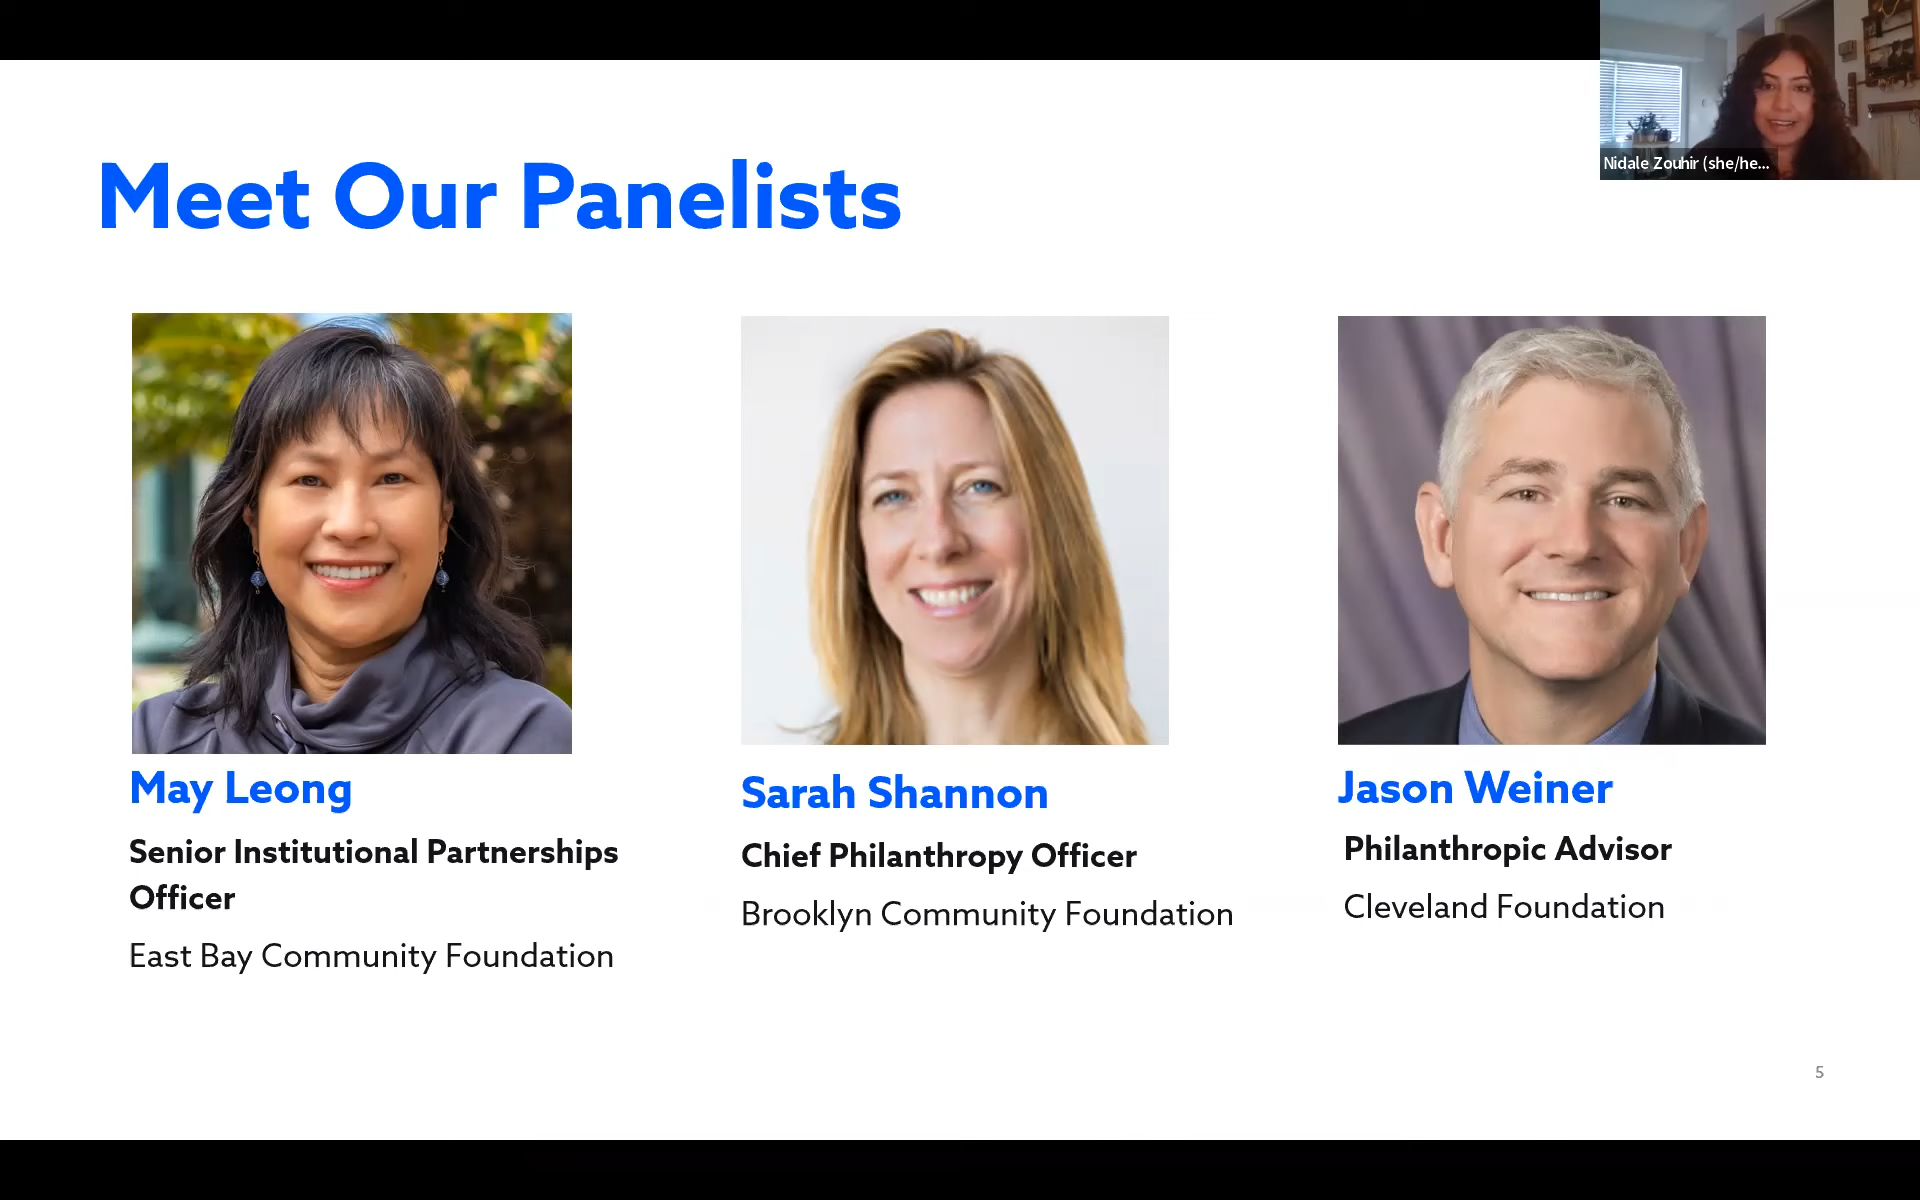 Nidale Zouhir (she/he...
Meet Our Panelists
May Leong
Senior Institutional Partnerships
Officer
East Bay Community Foundation
Sarah Shannon
Chief Philanthropy Officer
Brooklyn Community Foundation
Jason Weiner
Philanthropic Advisor
Cleveland Foundation
5